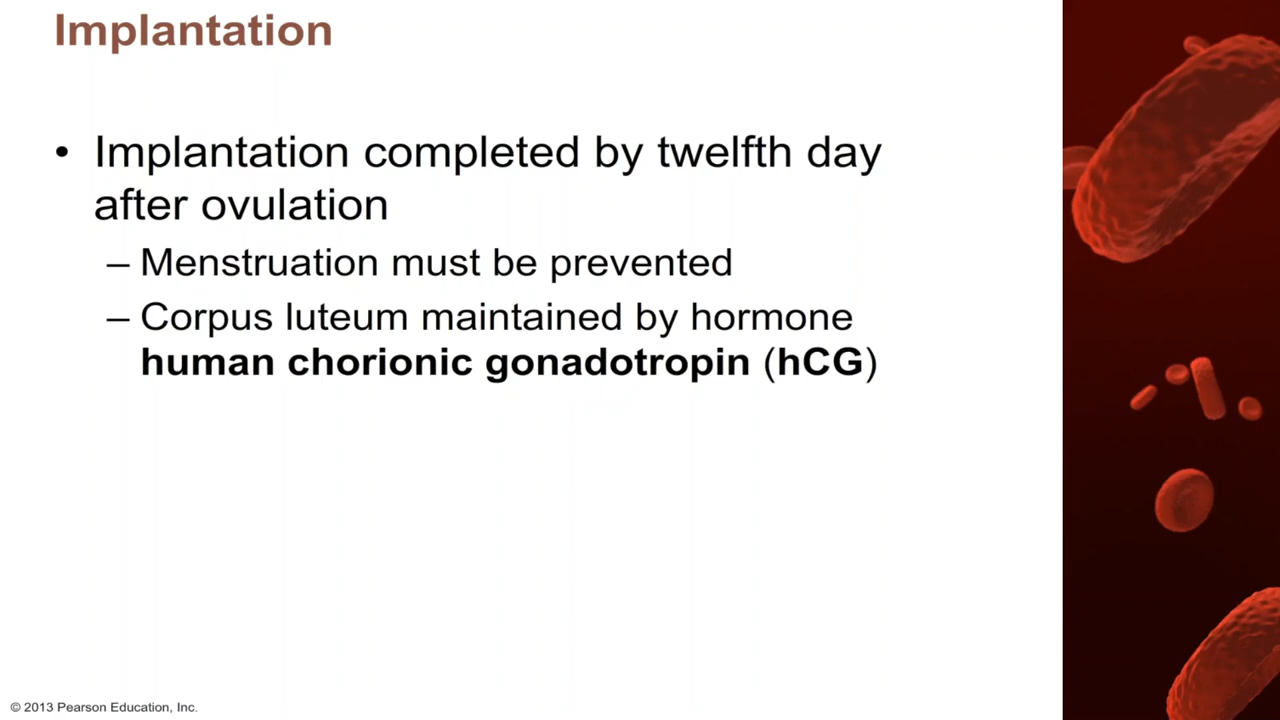 Implantation
• Implantation completed by twelfth day
after ovulation
– Menstruation must be prevented
– Corpus luteum maintained by hormone
human chorionic gonadotropin (hCG)
© 2013 Pearson Education, Inc.